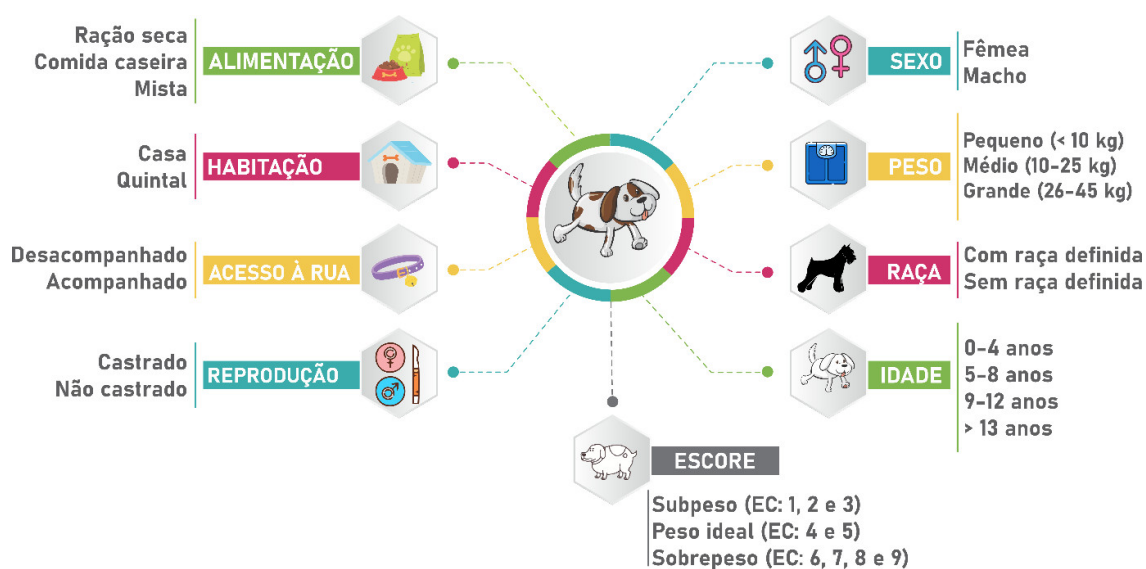 Ração seca
Comida caseira
Mista
ALIMENTAÇÃO
Casa
Quintal
HABITAÇÃO
Desacompanhado
Acompanhado
ACESSO À RUA
Castrado
Não castrado
REPRODUÇÃO
SEXO
Fêmea
Macho
PESO
Pequeno (< 10 kg)
Médio (10-25 kg)
Grande (26-45 kg)
RAÇA
Com raça definida
Sem raça definida
IDADE
0-4 anos
5-8 anos
9-12 anos
> 13 anos
ESCORE
Subpeso (EC: 1, 2 e 3)
Peso ideal (EC: 4 e 5)
Sobrepeso (EC: 6, 7, 8 e 9)